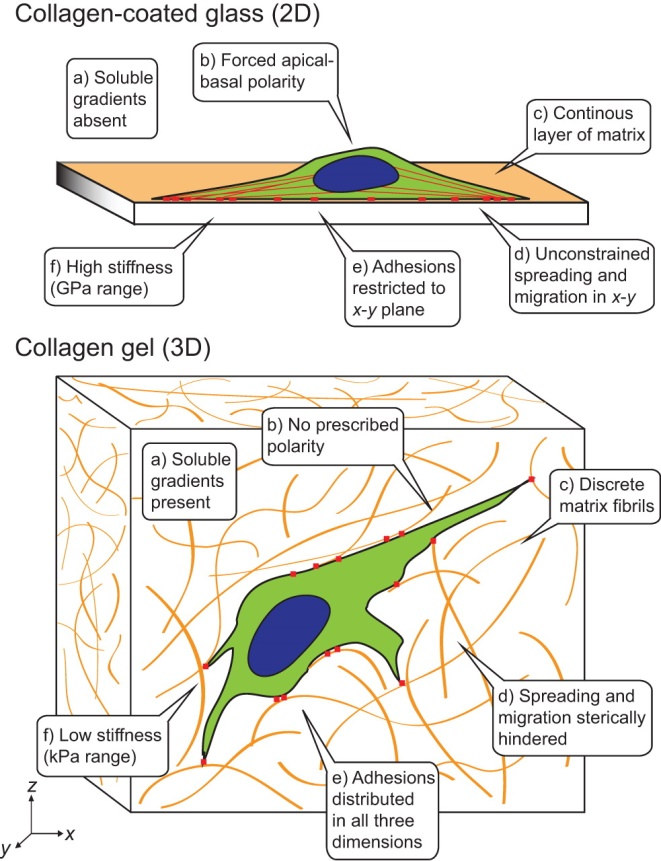 Collagen-coated glass (2D)
a) Soluble
gradients
absent
b) Forced apical-
basal polarity
c) Continous
layer of matrix
f) High stiffness
(GPa range)
e) Adhesions
restricted to
x-y plane
d) Unconstrained
spreading and
migration in x-y
Collagen gel (3D)
a) Soluble
gradients
present
b) No prescribed
polarity
c) Discrete
matrix fibrils
d) Spreading and
migration sterically
hindered
f) Low stiffness
(kPa range)
e) Adhesions
distributed
in all three
dimensions
z
x
y